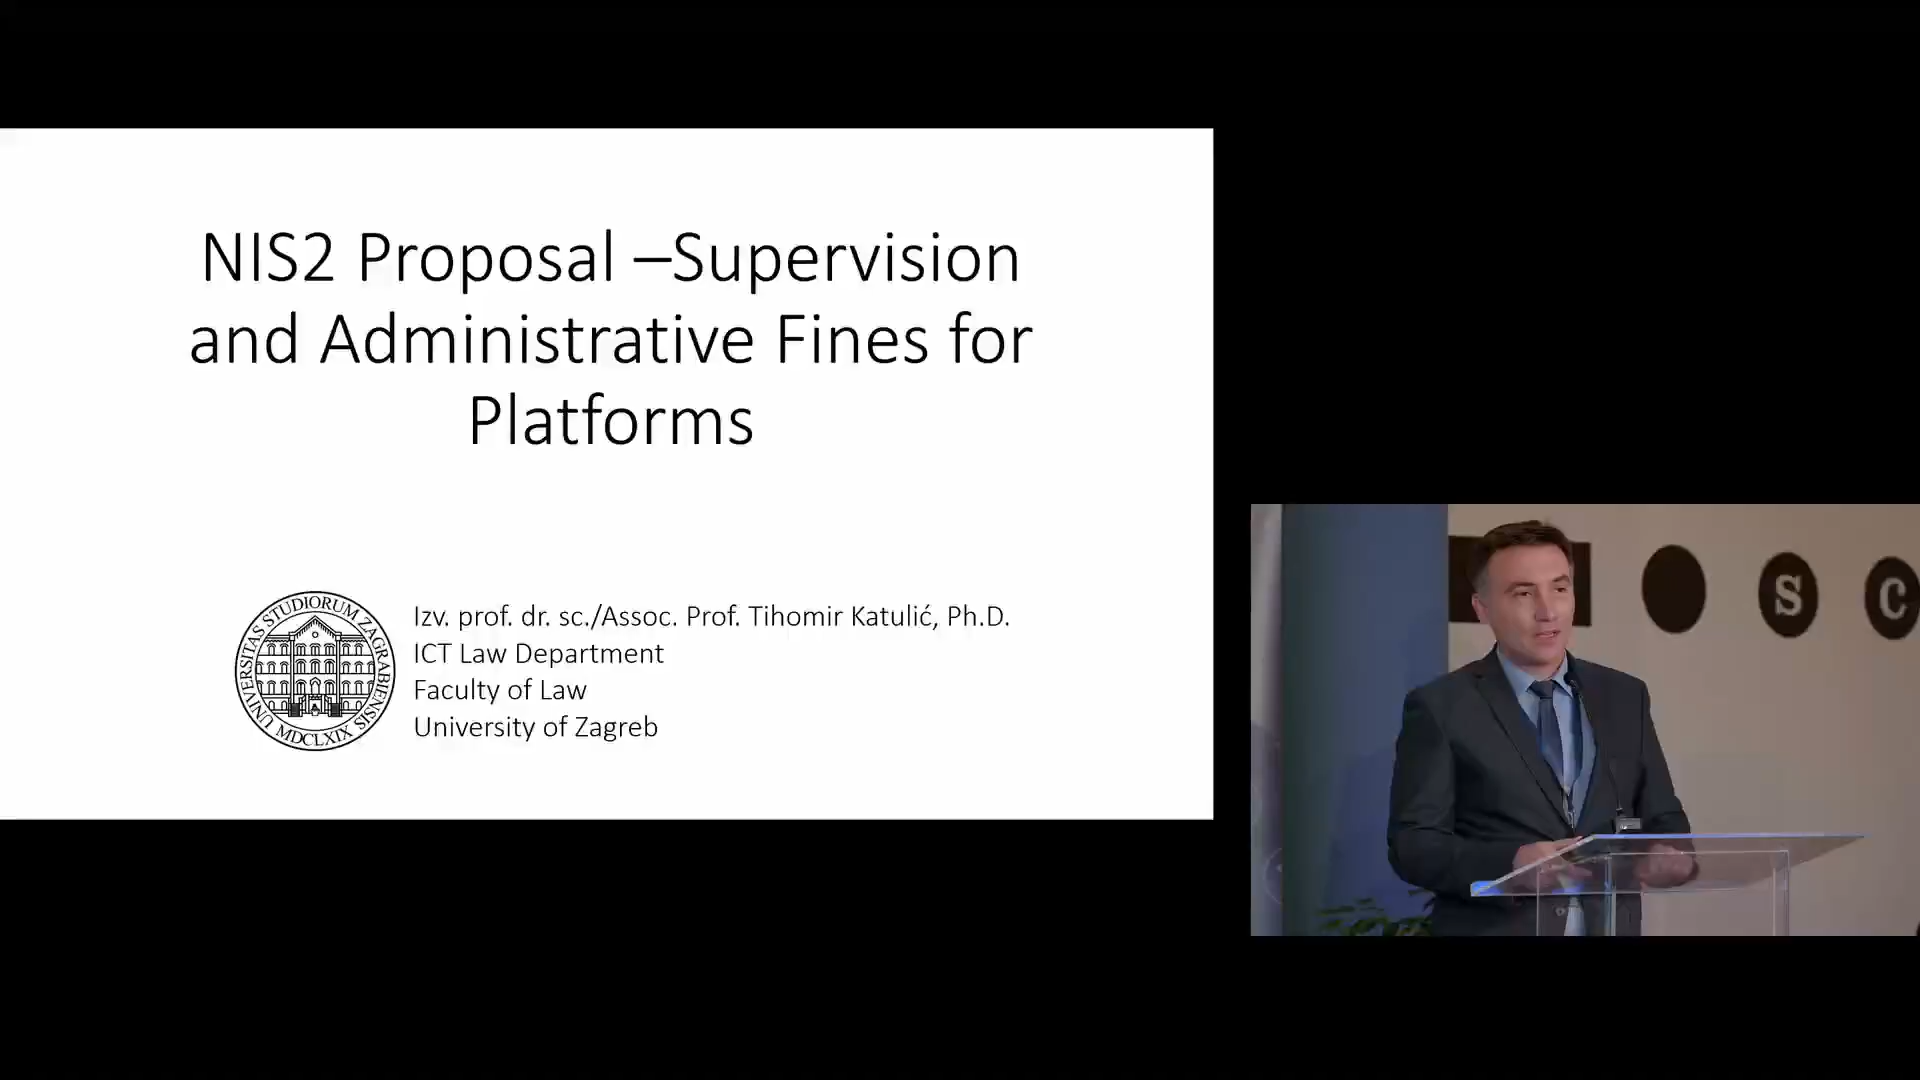 NIS2 Proposal –Supervision
and Administrative Fines for
Platforms
UNIVERSITAS STUDIORUM ZAGRABIENSIS
MDCLXIX
Izv. prof. dr. sc./Assoc. Prof. Tihomir Katulić, Ph.D.
ICT Law Department
Faculty of Law
University of Zagreb
S C